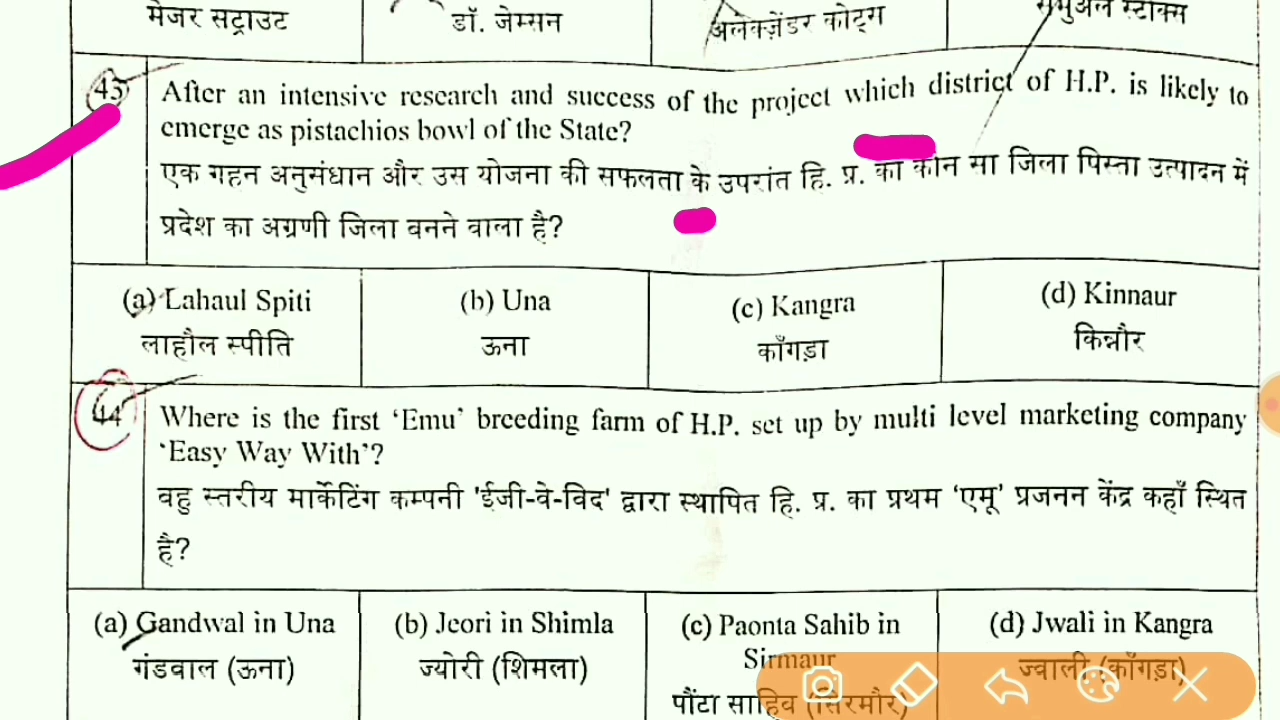 मेजर सट्राउट
डॉ. जेम्सन
अलेक्ज़ेंडर कोट्ग
स्टोक्स
43
After an intensive research and success of the project which district of H.P. is likely to
emerge as pistachios bowl of the State?
एक गहन अनुसंधान और उस योजना की सफलता के उपरांत हि. प्र. का कौन सा जिला पिस्ता उत्पादन में
प्रदेश का अग्रणी जिला बनने वाला है?
(a) Lahaul Spiti
लाहौल स्पीति
(b) Una
ऊना
(c) Kangra
काँगड़ा
(d) Kinnaur
किन्नौर
44
Where is the first ‘Emu’ breeding farm of H.P. set up by multi level marketing company
‘Easy Way With’?
वहु स्तरीय मार्केटिंग कम्पनी 'ईजी-वे-विद' द्वारा स्थापित हि. प्र. का प्रथम ‘एमू’ प्रजनन केंद्र कहाँ स्थित
है?
(a) Gandwal in Una
गंडवाल (ऊना)
(b) Jeori in Shimla
ज्योरी (शिमला)
(c) Paonta Sahib in
Sirmaur
पौंटा साहिव (सिरमौर)
(d) Jwali in Kangra
ज्वाली (काँगड़ा)